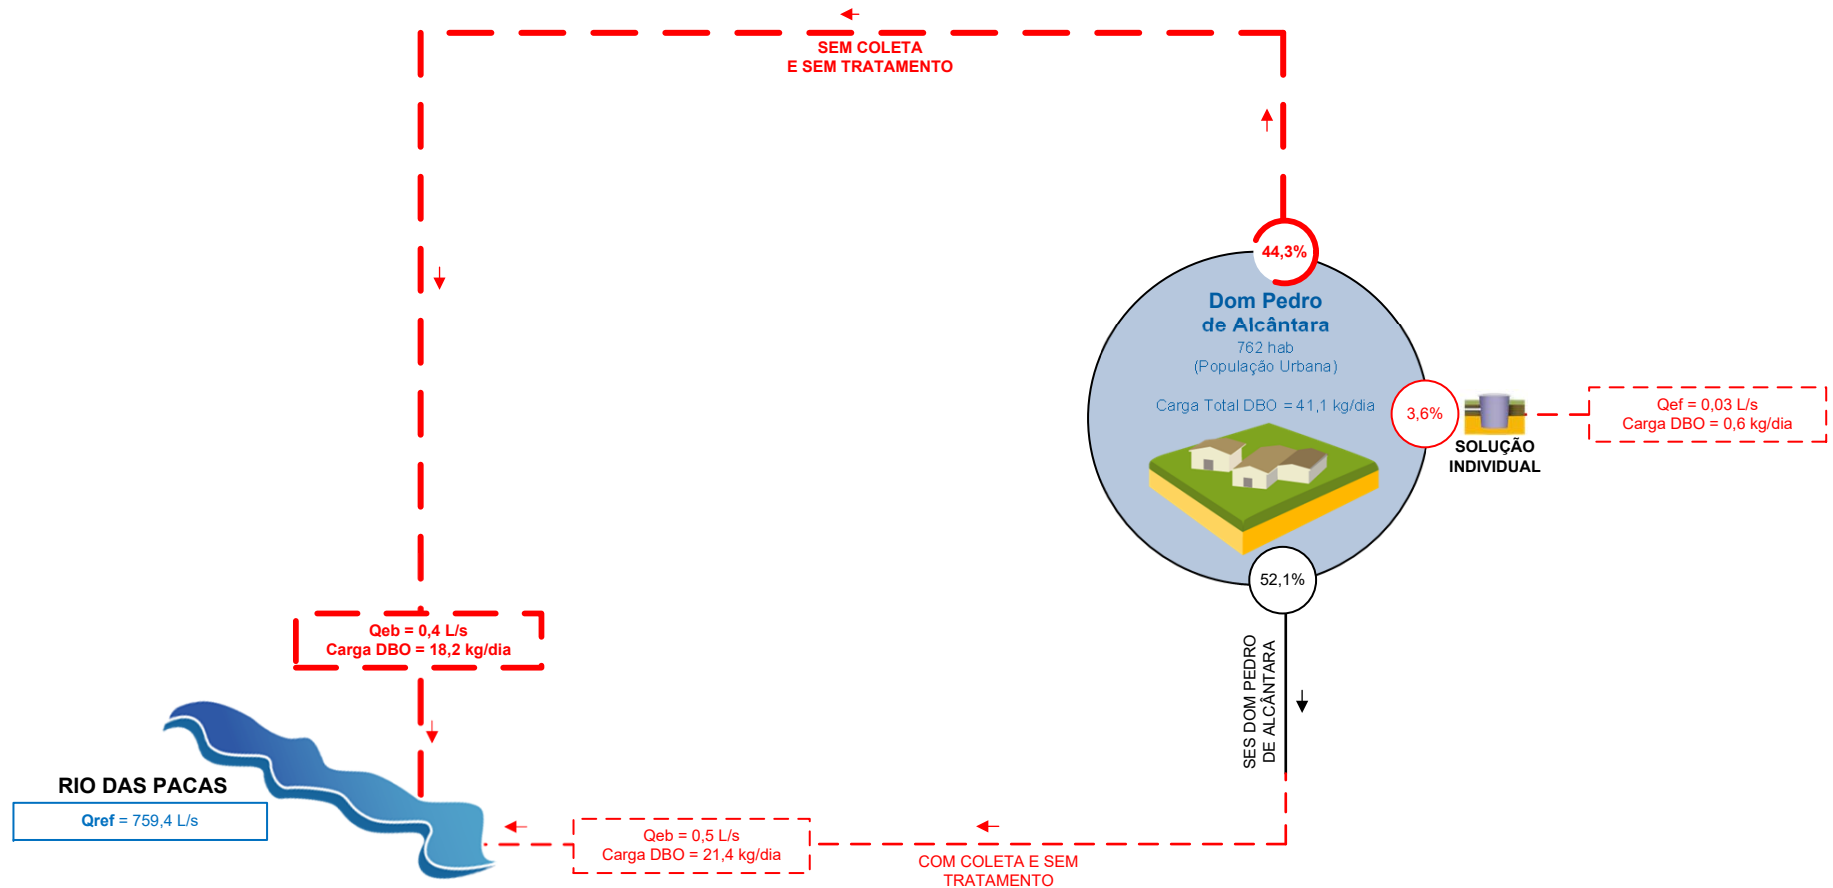 SEM COLETA
E SEM TRATAMENTO
44,3%
Dom Pedro
de Alcântara
762 hab
(População Urbana)
Carga Total DBO = 41,1 kg/dia
3,6%
SOLUÇÃO
INDIVIDUAL
Qef = 0,03 L/s
Carga DBO = 0,6 kg/dia
52,1%
SES DOM PEDRO
DE ALCÂNTARA
Qeb = 0,4 L/s
Carga DBO = 18,2 kg/dia
RIO DAS PACAS
Qref = 759,4 L/s
Qeb = 0,5 L/s
Carga DBO = 21,4 kg/dia
COM COLETA E SEM
TRATAMENTO